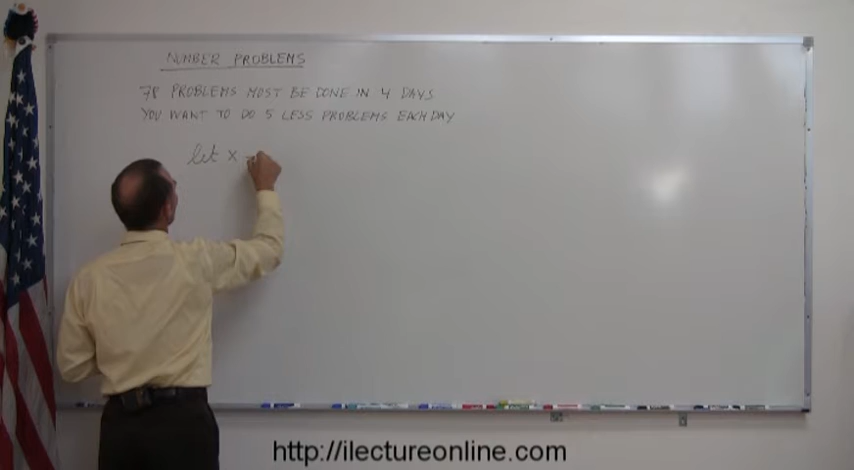 NUMBER PROBLEMS
78 PROBLEMS MOST BE DONE IN 4 DAYS
YOU WANT TO DO 5 LESS PROBLEMS EACH DAY
let x =
http://ilectureonline.com